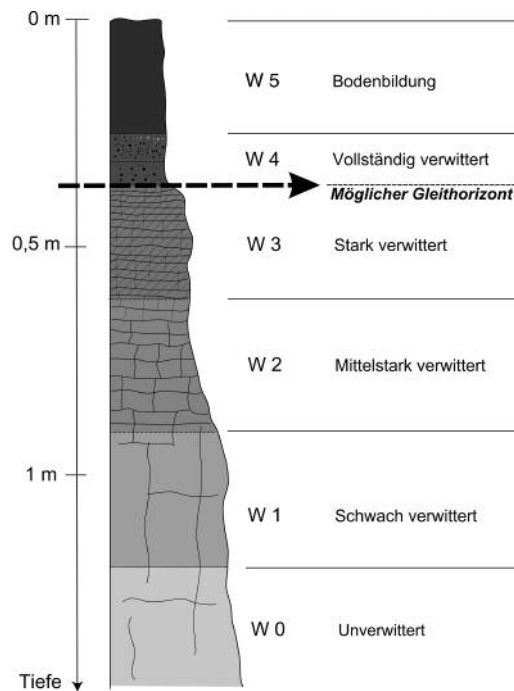 0 m
W 5 Bodenbildung
W 4 Vollständig verwittert
Möglicher Gleithorizont
0,5 m
W 3 Stark verwittert
W 2 Mittelstark verwittert
1 m
W 1 Schwach verwittert
W 0 Unverwittert
Tiefe